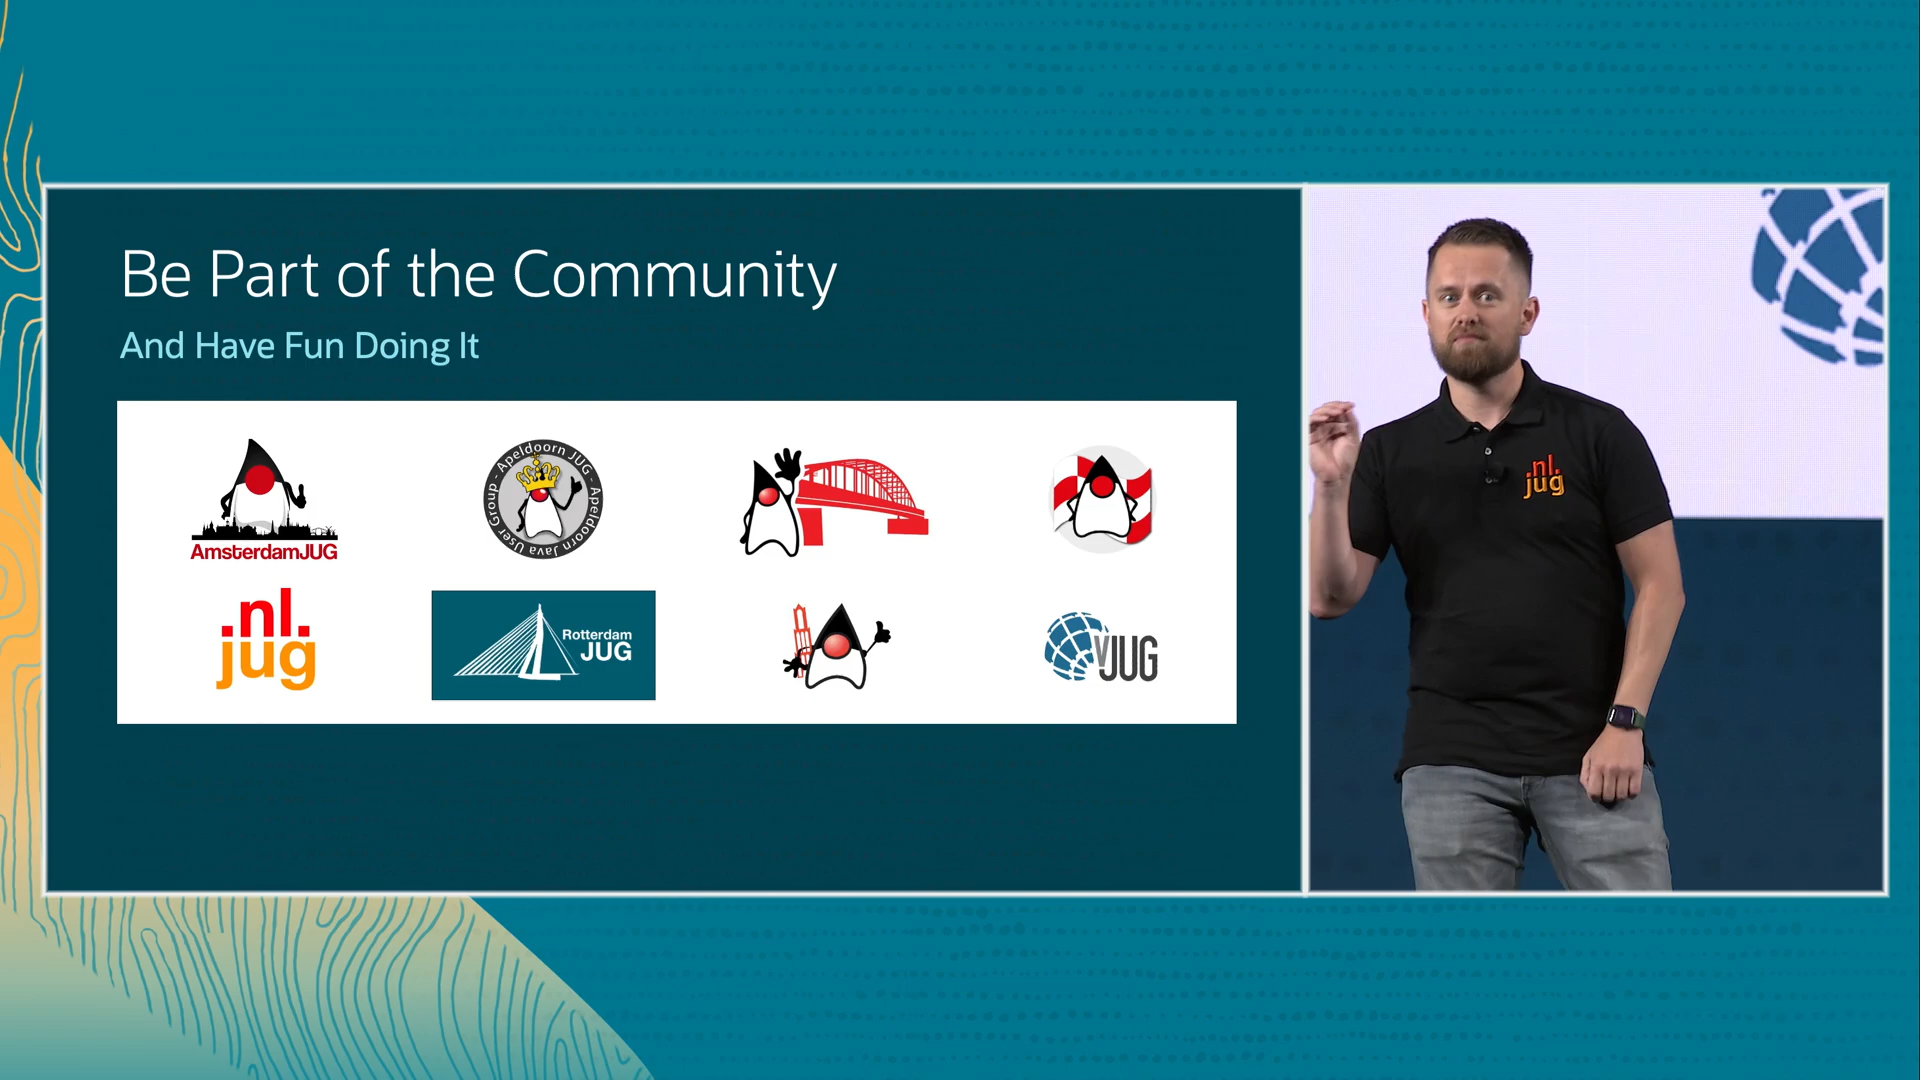 Be Part of the Community
And Have Fun Doing It
AmsterdamJUG
Apeldoorn JUG - Apeldoorn Java User Group -
.nl.
jug
Rotterdam
JUG
vJUG
nl.
jug